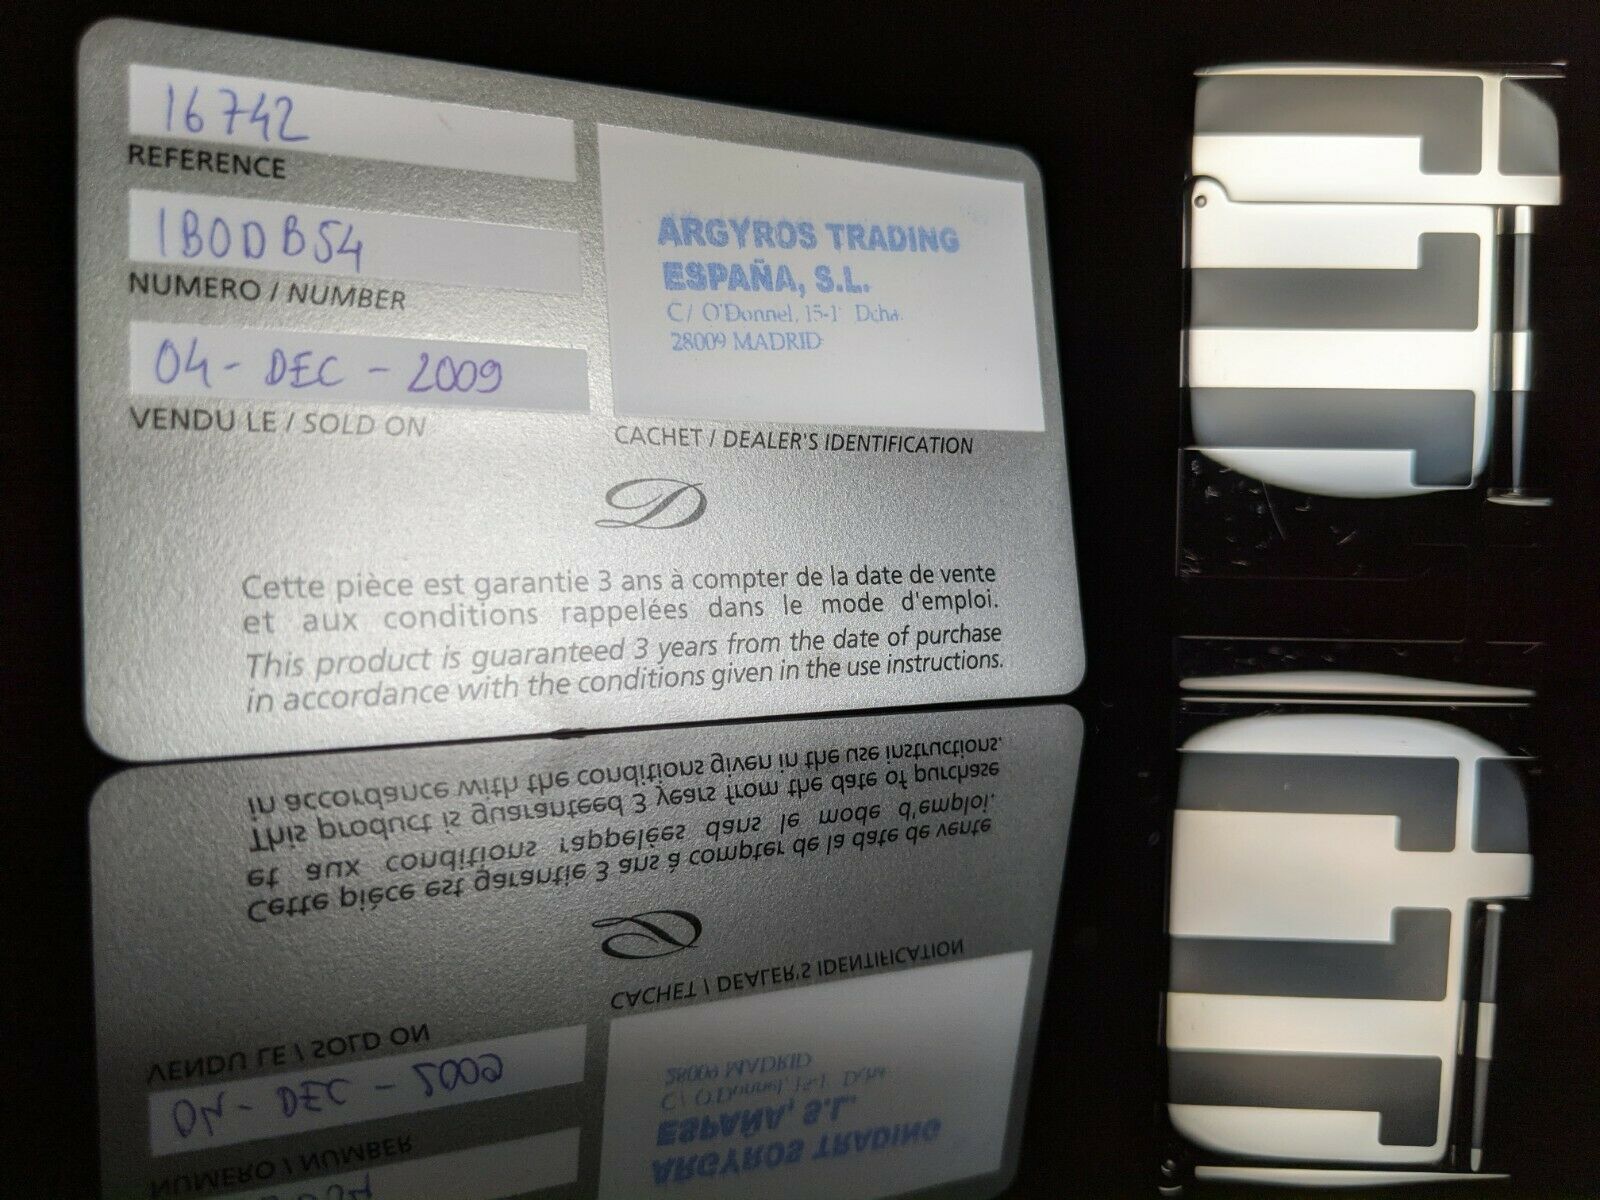 16742
REFERENCE
1B0DB54
NUMERO / NUMBER
04 - DEC - 2009
VENDU LE / SOLD ON
ARGYROS TRADING
ESPAÑA, S.L.
C/ O'Donnel, 15-1º Dcha.
28009 MADRID
CACHET / DEALER'S IDENTIFICATION
D
Cette pièce est garantie 3 ans à compter de la date de vente
et aux conditions rappelées dans le mode d'emploi.
This product is guaranteed 3 years from the date of purchase
in accordance with the conditions given in the use instructions.